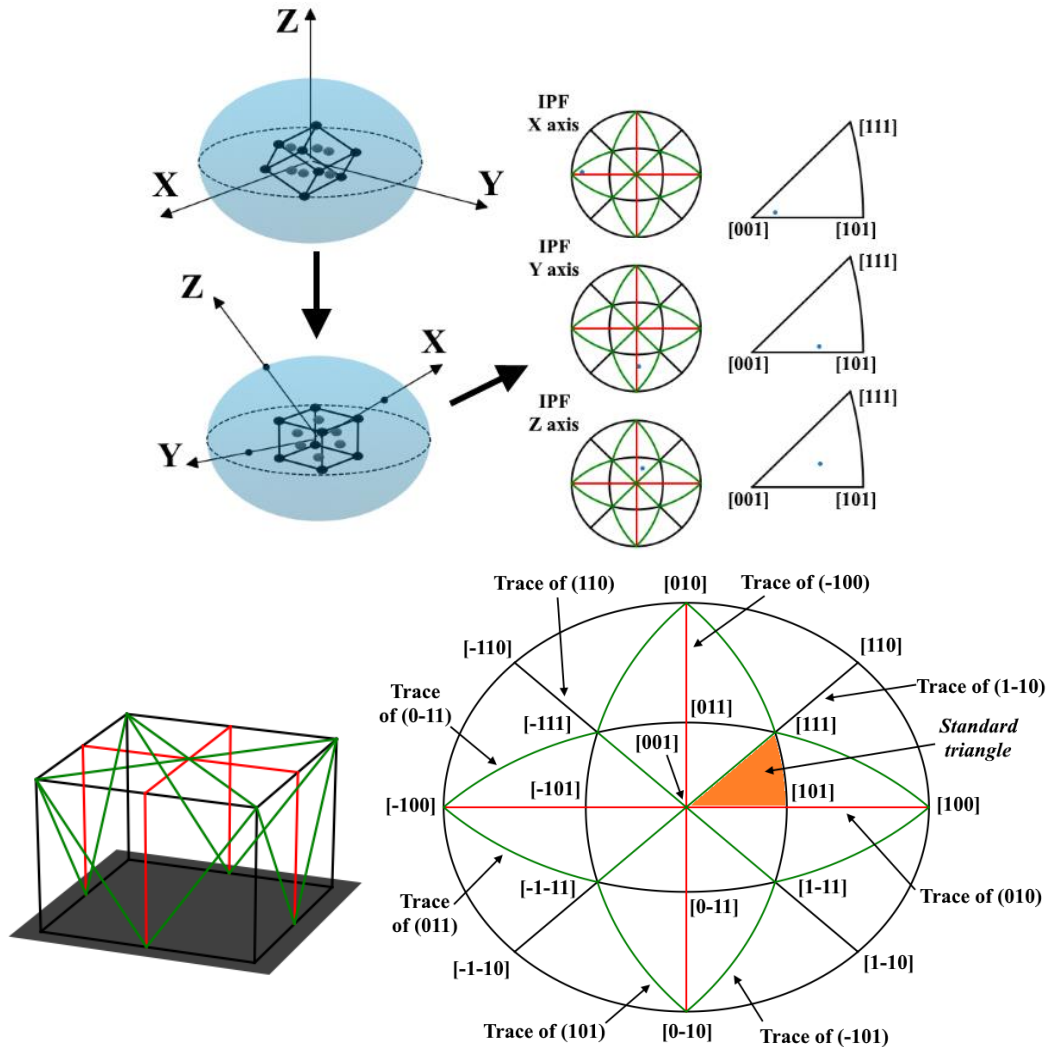 Z
X
Y
IPF
X axis
[111]
[001]
[101]
Z
X
Y
IPF
Y axis
[111]
[001]
[101]
IPF
Z axis
[111]
[001]
[101]
Trace of (110)
[010]
Trace of (-100)
[-110]
[110]
Trace
of (0-11)
Trace of (1-10)
[-111]
[011]
[111]
Standard
triangle
[001]
[-100]
[-101]
[101]
[100]
[-1-11]
[1-11]
Trace of (010)
Trace
of (011)
[0-11]
[-1-10]
[1-10]
Trace of (101)
[0-10]
Trace of (-101)